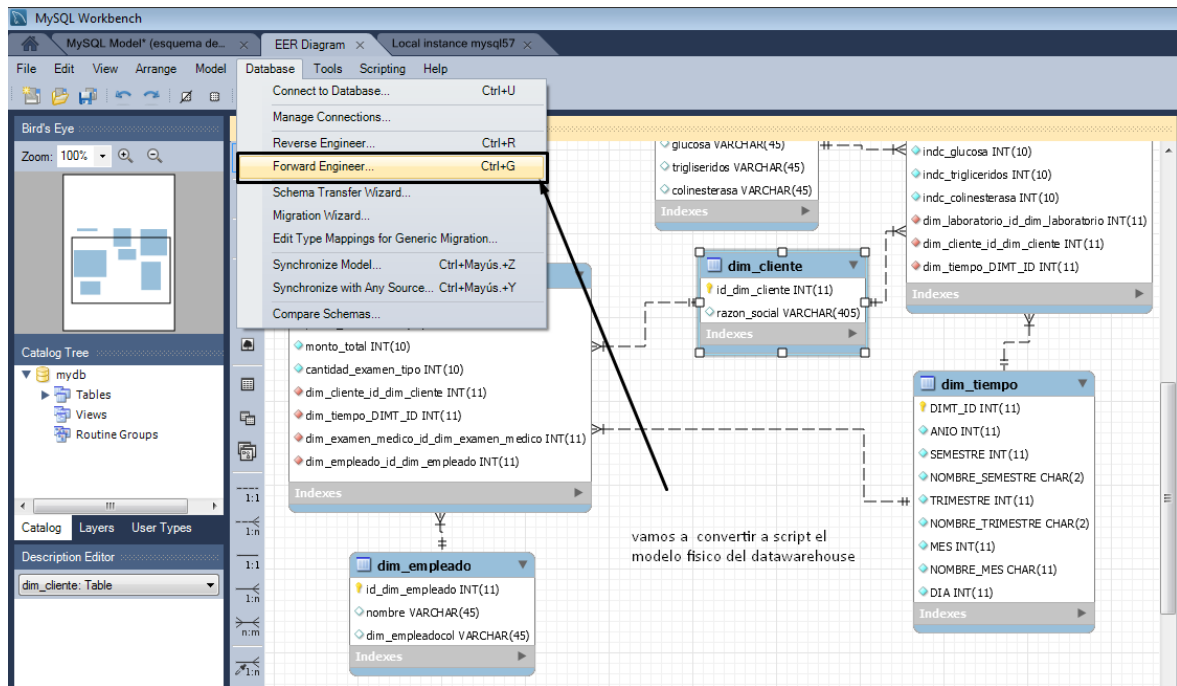 MySQL Workbench
MySQL Model* (esquema de...
EER Diagram
Local instance mysql57
File Edit View Arrange Model Database Tools Scripting Help
Connect to Database... Ctrl+U
Manage Connections...
Reverse Engineer... Ctrl+R
Forward Engineer... Ctrl+G
Schema Transfer Wizard...
Migration Wizard...
Edit Type Mappings for Generic Migration...
Synchronize Model... Ctrl+Mayús.+Z
Synchronize with Any Source... Ctrl+Mayús.+Y
Compare Schemas...
Bird's Eye
Zoom: 100%
Catalog Tree
mydb
Tables
Views
Routine Groups
Catalog Layers User Types
Description Editor
dim_cliente: Table
1:1
1:n
1:1
1:n
n:m
1:n
glucosa VARCHAR(45)
trigliseridos VARCHAR(45)
colinesterasa VARCHAR(45)
Indexes
indc_glucosa INT(10)
indc_trigliceridos INT(10)
indc_colinesterasa INT(10)
dim_laboratorio_id_dim_laboratorio INT(11)
dim_cliente_id_dim_cliente INT(11)
dim_tiempo_DIMT_ID INT(11)
Indexes
dim_cliente
id_dim_cliente INT(11)
razon_social VARCHAR(405)
Indexes
monto_total INT(10)
cantidad_examen_tipo INT(10)
dim_cliente_id_dim_cliente INT(11)
dim_tiempo_DIMT_ID INT(11)
dim_examen_medico_id_dim_examen_medico INT(11)
dim_empleado_id_dim_empleado INT(11)
Indexes
dim_tiempo
DIMT_ID INT(11)
ANIO INT(11)
SEMESTRE INT(11)
NOMBRE_SEMESTRE CHAR(2)
TRIMESTRE INT(11)
NOMBRE_TRIMESTRE CHAR(2)
MES INT(11)
NOMBRE_MES CHAR(11)
DIA INT(11)
Indexes
vamos a convertir a script el
modelo fisico del datawarehouse
dim_empleado
id_dim_empleado INT(11)
nombre VARCHAR(45)
dim_empleadocol VARCHAR(45)
Indexes